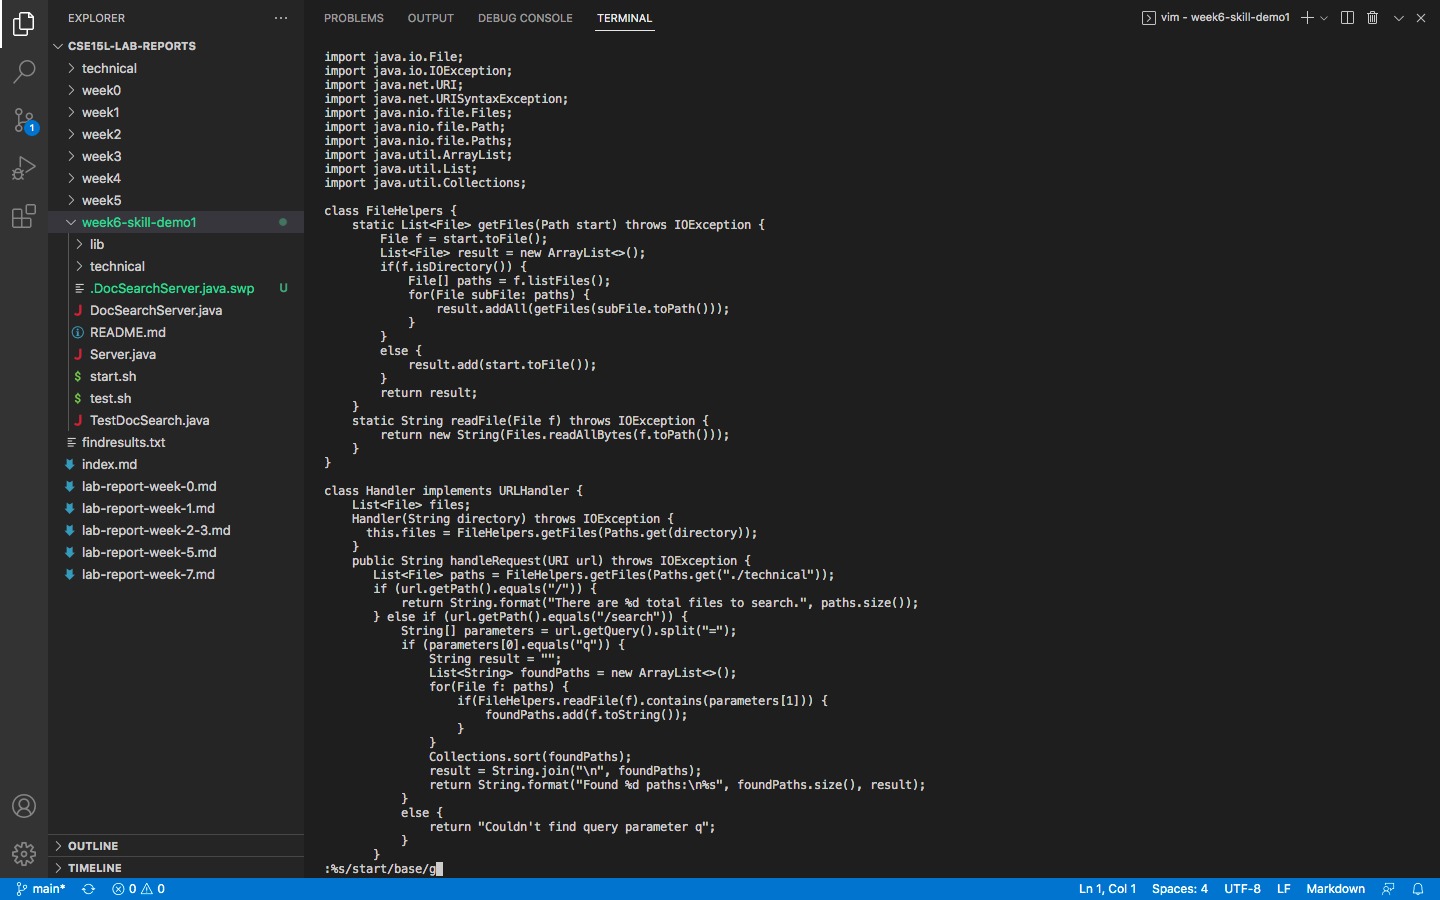 EXPLORER
CSE15L-LAB-REPORTS
technical
week0
week1
week2
week3
week4
week5
week6-skill-demo1
lib
technical
.DocSearchServer.java.swp U
DocSearchServer.java
README.md
Server.java
start.sh
test.sh
TestDocSearch.java
findresults.txt
index.md
lab-report-week-0.md
lab-report-week-1.md
lab-report-week-2-3.md
lab-report-week-5.md
lab-report-week-7.md
OUTLINE
TIMELINE
1
PROBLEMS OUTPUT DEBUG CONSOLE TERMINAL
vim - week6-skill-demo1
import java.io.File;
import java.io.IOException;
import java.net.URI;
import java.net.URISyntaxException;
import java.nio.file.Files;
import java.nio.file.Path;
import java.nio.file.Paths;
import java.util.ArrayList;
import java.util.List;
import java.util.Collections;
class FileHelpers {
static List<File> getFiles(Path start) throws IOException {
File f = start.toFile();
List<File> result = new ArrayList<>();
if(f.isDirectory()) {
File[] paths = f.listFiles();
for(File subFile: paths) {
result.addAll(getFiles(subFile.toPath()));
}
}
else {
result.add(start.toFile());
}
return result;
}
static String readFile(File f) throws IOException {
return new String(Files.readAllBytes(f.toPath()));
}
}
class Handler implements URLHandler {
List<File> files;
Handler(String directory) throws IOException {
this.files = FileHelpers.getFiles(Paths.get(directory));
}
public String handleRequest(URI url) throws IOException {
List<File> paths = FileHelpers.getFiles(Paths.get("./technical"));
if (url.getPath().equals("/")) {
return String.format("There are %d total files to search.", paths.size());
} else if (url.getPath().equals("/search")) {
String[] parameters = url.getQuery().split("=");
if (parameters[0].equals("q")) {
String result = "";
List<String> foundPaths = new ArrayList<>();
for(File f: paths) {
if(FileHelpers.readFile(f).contains(parameters[1])) {
foundPaths.add(f.toString());
}
}
Collections.sort(foundPaths);
result = String.join("\n", foundPaths);
return String.format("Found %d paths:\n%s", foundPaths.size(), result);
}
else {
return "Couldn't find query parameter q";
}
}
:%s/start/base/g
main* 0 0
Ln 1, Col 1 Spaces: 4 UTF-8 LF Markdown